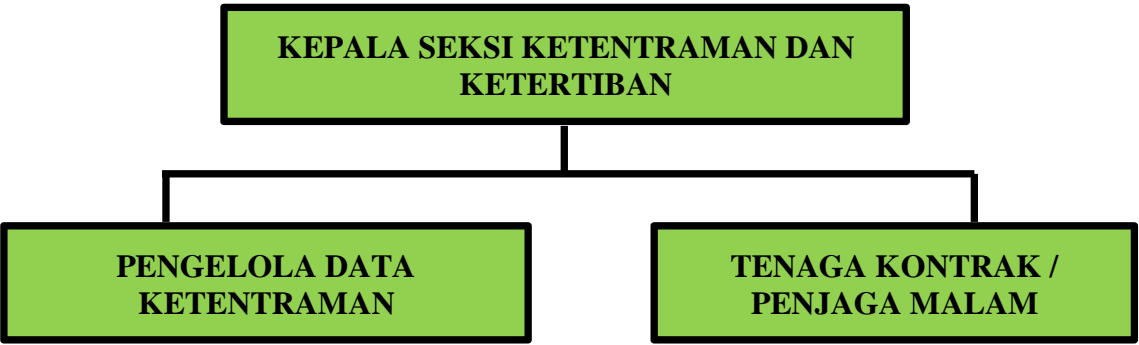 KEPALA SEKSI KETENTRAMAN DAN
KETERTIBAN
PENGELOLA DATA
KETENTRAMAN
TENAGA KONTRAK /
PENJAGA MALAM